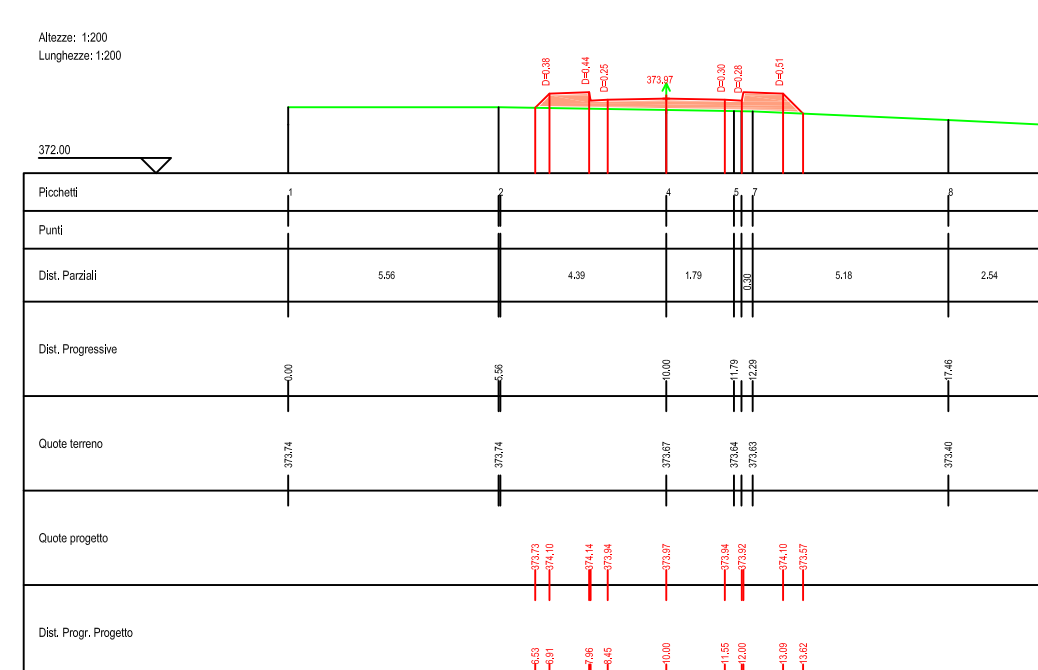 Altezze: 1:200
Lunghezze: 1:200
D=0.38
D=0.44
D=0.25
373.97
D=0.30
D=0.28
D=0.51
372.00
Picchetti 1 2 4 5 7 8
Punti
Dist. Parziali 5.56 4.39 1.79 0.30 5.18 2.54
Dist. Progressive 0.00 5.56 10.00 11.79 12.29 17.46
Quote terreno 373.74 373.74 373.67 373.64 373.63 373.40
Quote progetto 373.73 374.10 374.14 373.94 373.97 373.94 373.92 374.10 373.57
Dist. Progr. Progetto 6.53 6.91 7.96 8.45 10.00 11.55 12.00 13.09 13.62